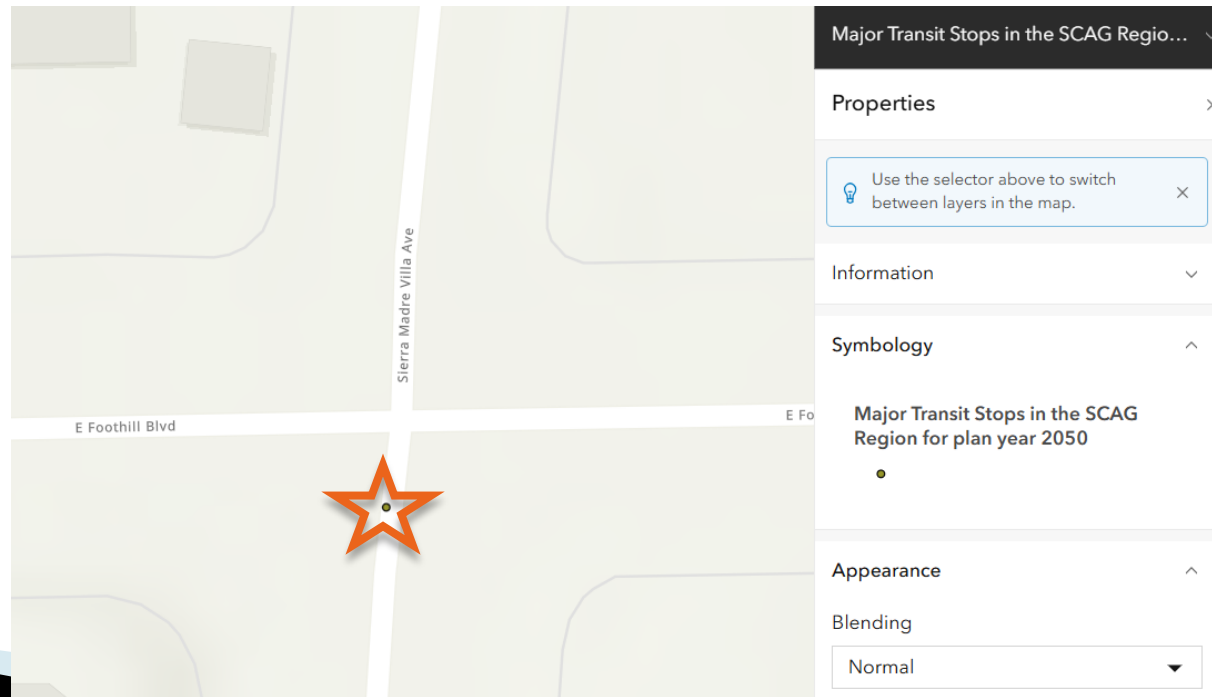 Major Transit Stops in the SCAG Regio...
Properties
Use the selector above to switch
between layers in the map.
Information
Symbology
Major Transit Stops in the SCAG
Region for plan year 2050
Appearance
Blending
Normal
Sierra Madre Villa Ave
E Foothill Blvd
E Fo